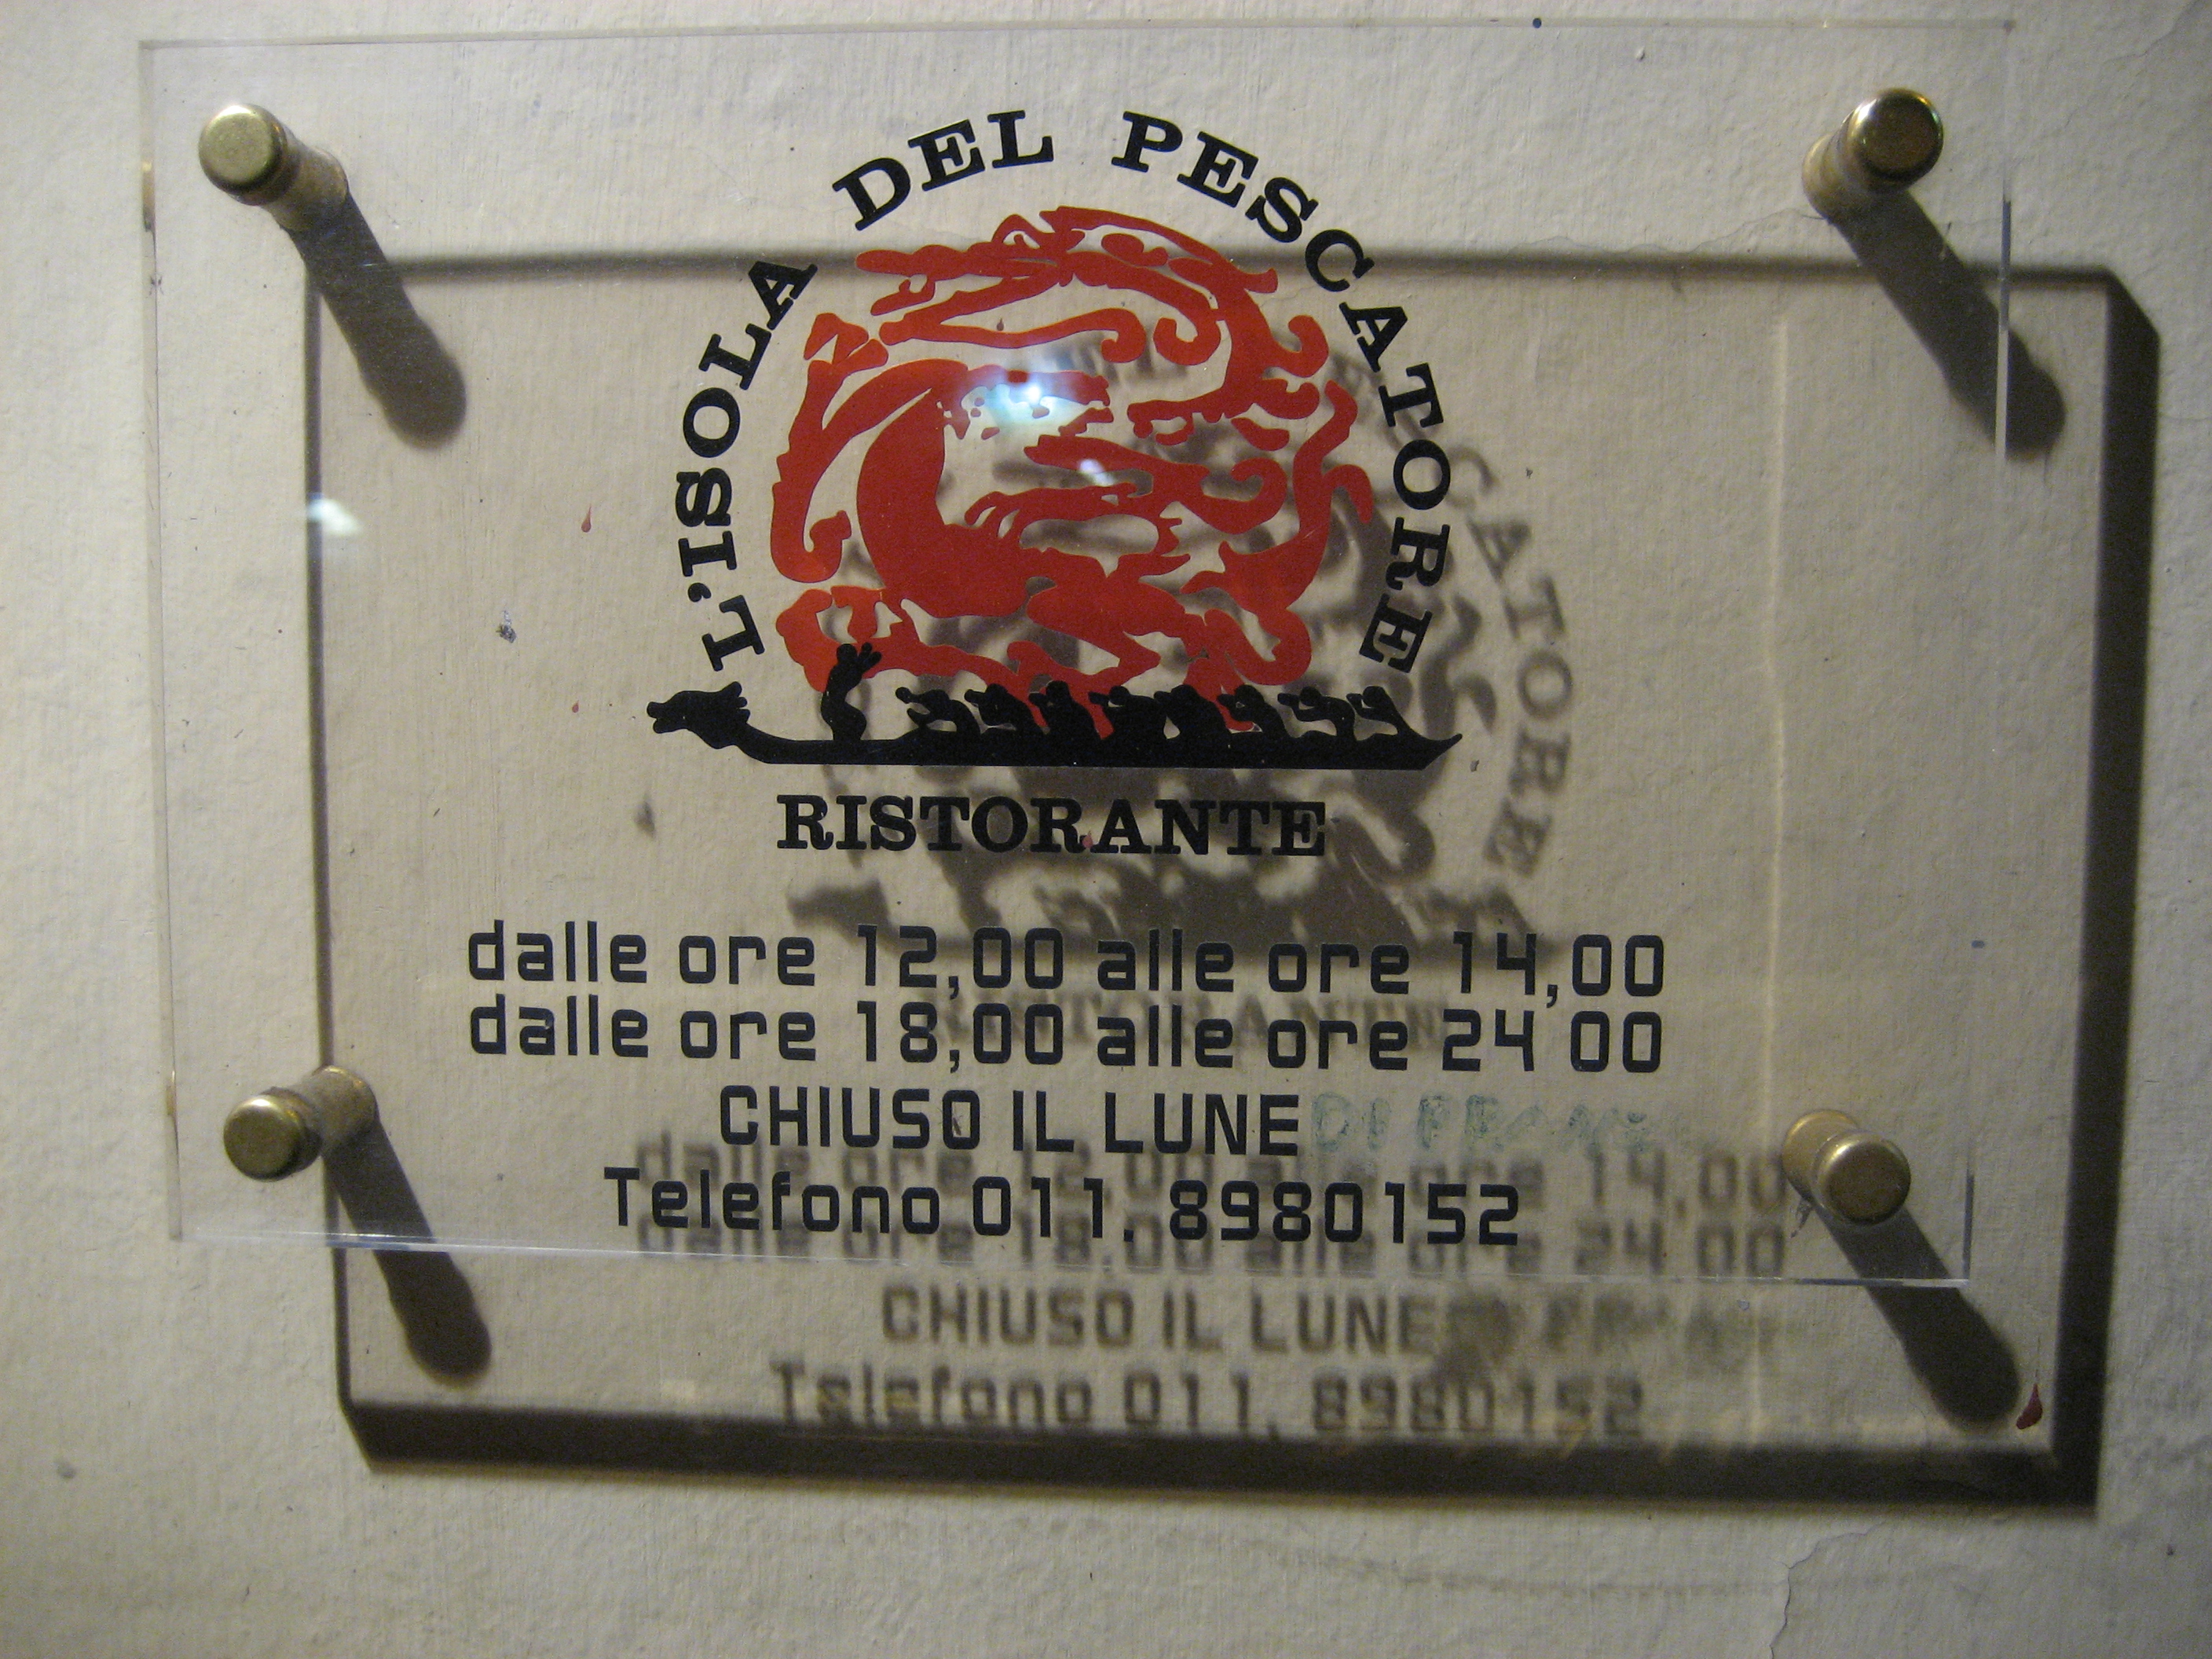 L'ISOLA DEL PESCATORE
RISTORANTE
dalle ore 12,00 alle ore 14,00
dalle ore 18,00 alle ore 24 00
CHIUSO IL LUNEDI
Telefono 011. 8980152